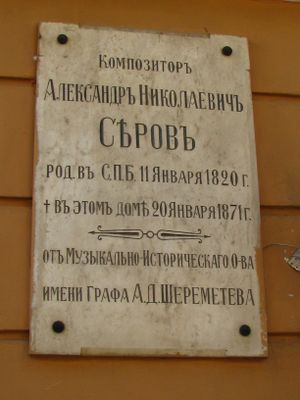 Композиторъ
Александръ Николаевичъ
Сѣровъ
род. въ С.П.Б. 11 Января 1820 г.
† въ этомъ домѣ 20 Января 1871 г.
отъ Музыкально-Историческаго О-ва
имени Графа А.Д. Шереметева